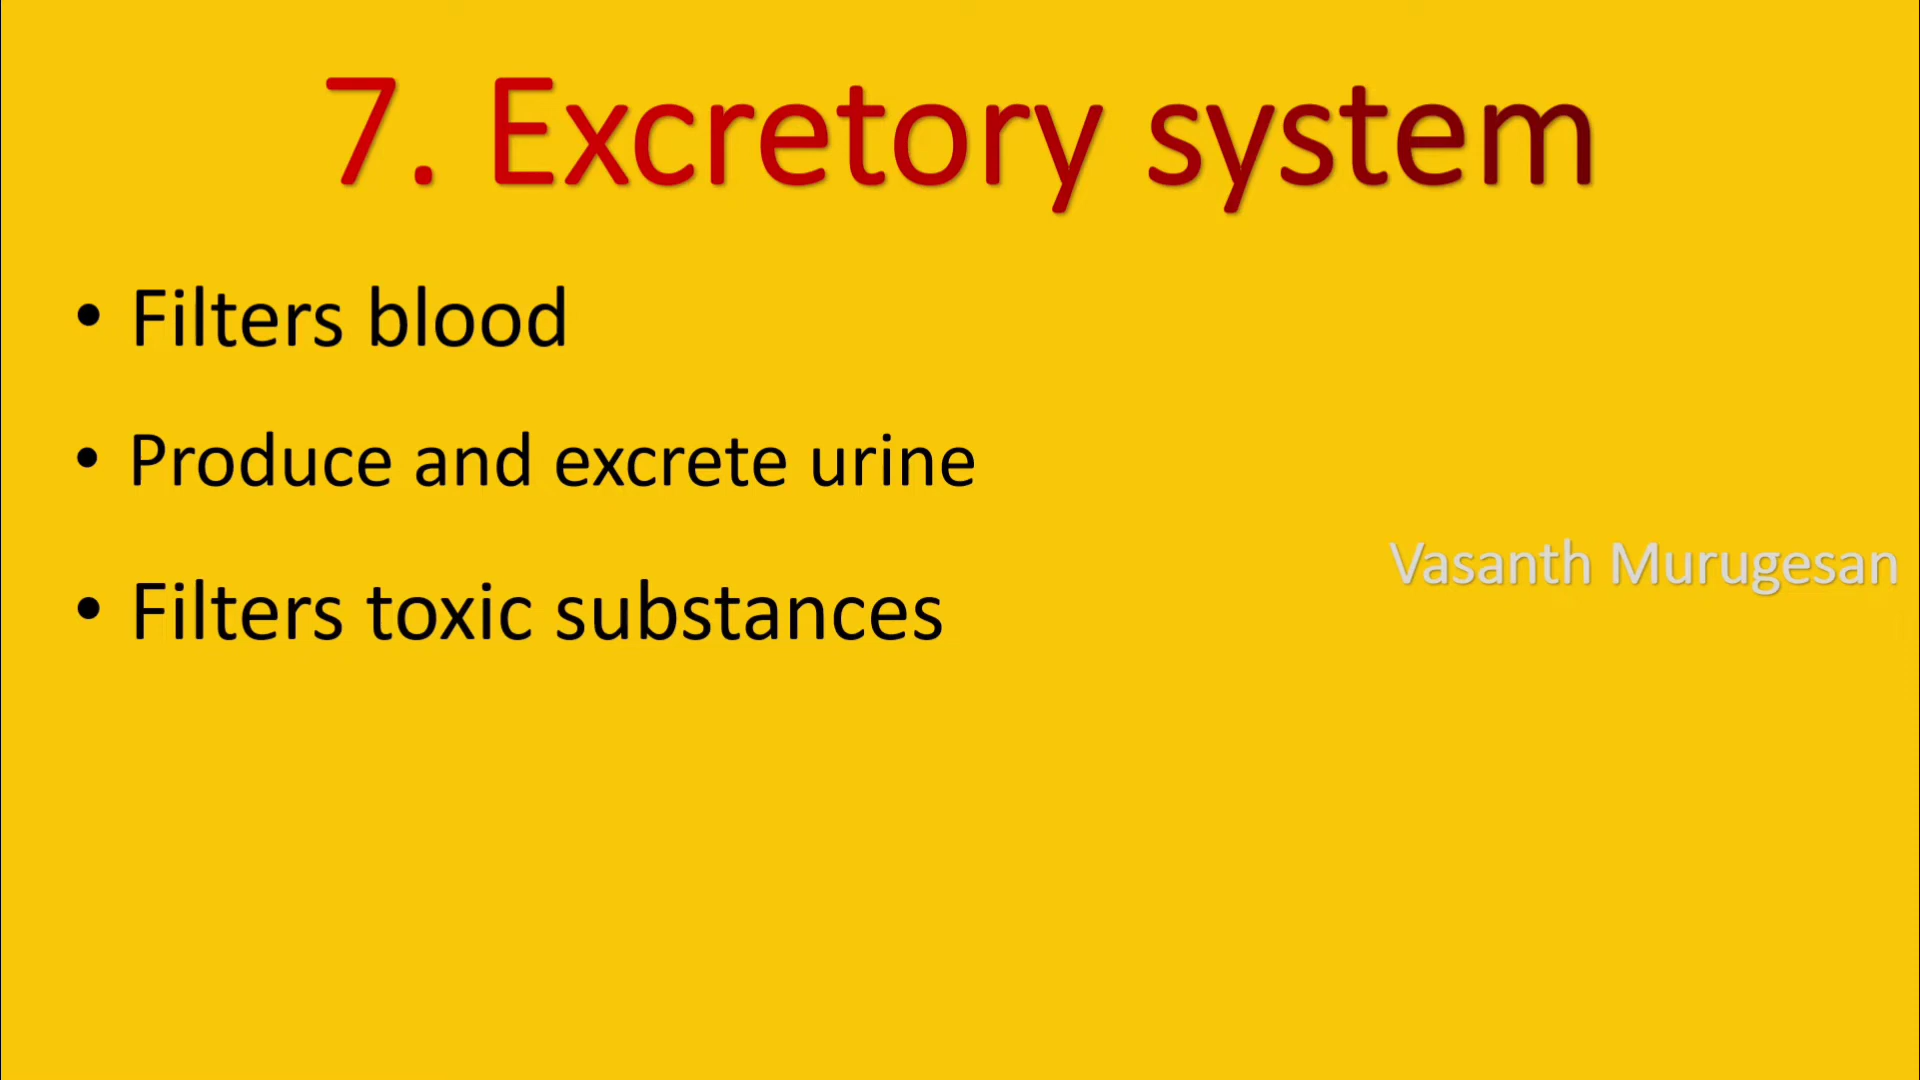 7. Excretory system
• Filters blood
• Produce and excrete urine
Vasanth Murugesan
• Filters toxic substances